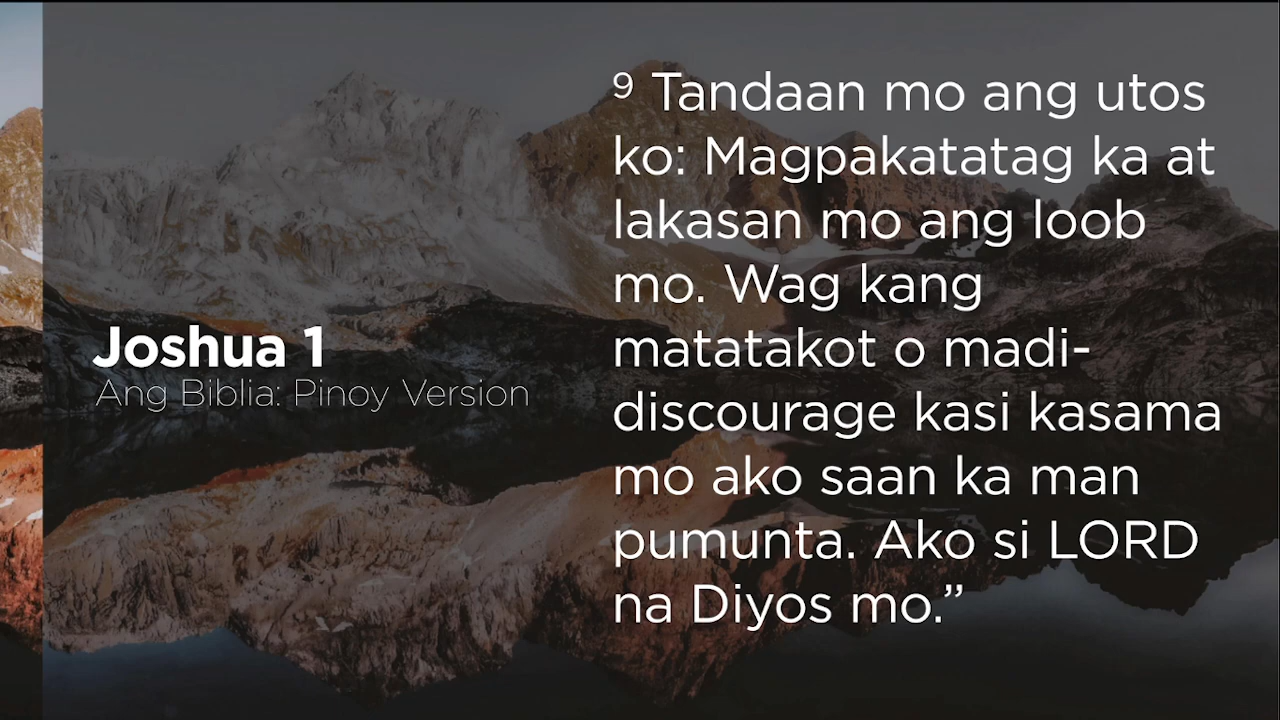 Joshua 1
Ang Biblia: Pinoy Version
9 Tandaan mo ang utos
ko: Magpakatatag ka at
lakasan mo ang loob
mo. Wag kang
matatakot o madi-
discourage kasi kasama
mo ako saan ka man
pumunta. Ako si LORD
na Diyos mo.”